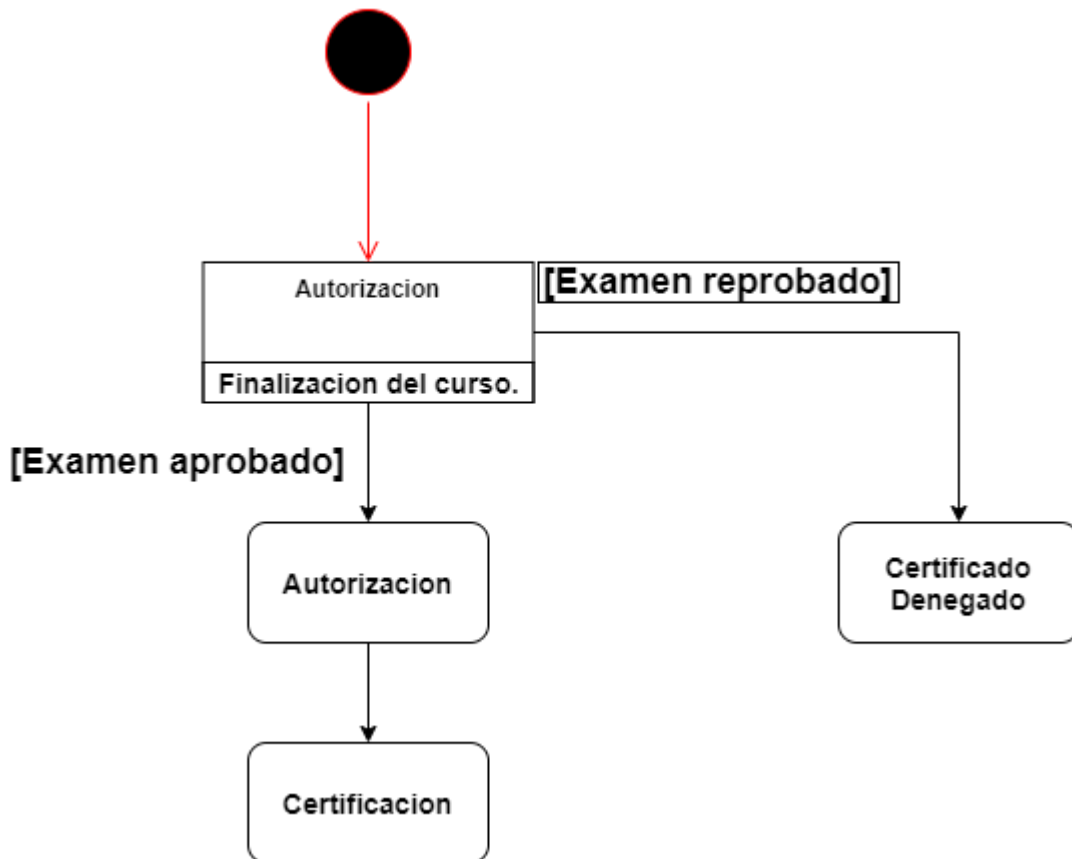 Autorizacion
[Examen reprobado]
Finalizacion del curso.
[Examen aprobado]
Autorizacion
Certificado
Denegado
Certificacion